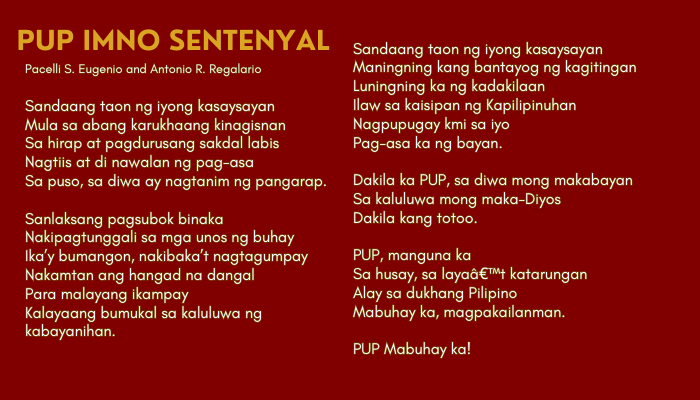 PUP IMNO SENTENYAL
Pacelli S. Eugenio and Antonio R. Regalario
Sandaang taon ng iyong kasaysayan
Mula sa abang karukhaang kinagisnan
Sa hirap at pagdurusang sakdal labis
Nagtiis at di nawalan ng pag-asa
Sa puso, sa diwa ay nagtanim ng pangarap.
Sanlaksang pagsubok binaka
Nakipagtunggali sa mga unos ng buhay
Ika’y bumangon, nakibaka’t nagtagumpay
Nakamtan ang hangad na dangal
Para malayang ikampay
Kalayaang bumukal sa kaluluwa ng
kabayanihan.
Sandaang taon ng iyong kasaysayan
Maningning kang bantayog ng kagitingan
Luningning ka ng kadakilaan
Ilaw sa kaisipan ng Kapilipinuhan
Nagpupugay kmi sa iyo
Pag-asa ka ng bayan.
Dakila ka PUP, sa diwa mong makabayan
Sa kaluluwa mong maka-Diyos
Dakila kang totoo.
PUP, manguna ka
Sa husay, sa layaâ€™t katarungan
Alay sa dukhang Pilipino
Mabuhay ka, magpakailanman.
PUP Mabuhay ka!